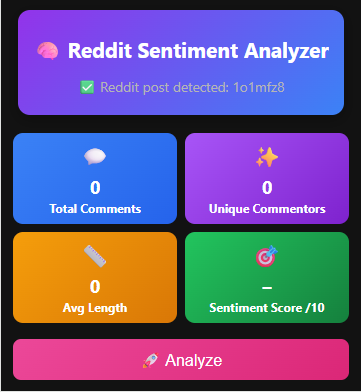 🧠 Reddit Sentiment Analyzer
✅ Reddit post detected: 1o1mfz8
💬 ✨
0 0
Total Comments Unique Commentors
📏 🎯
0 –
Avg Length Sentiment Score /10
🚀 Analyze